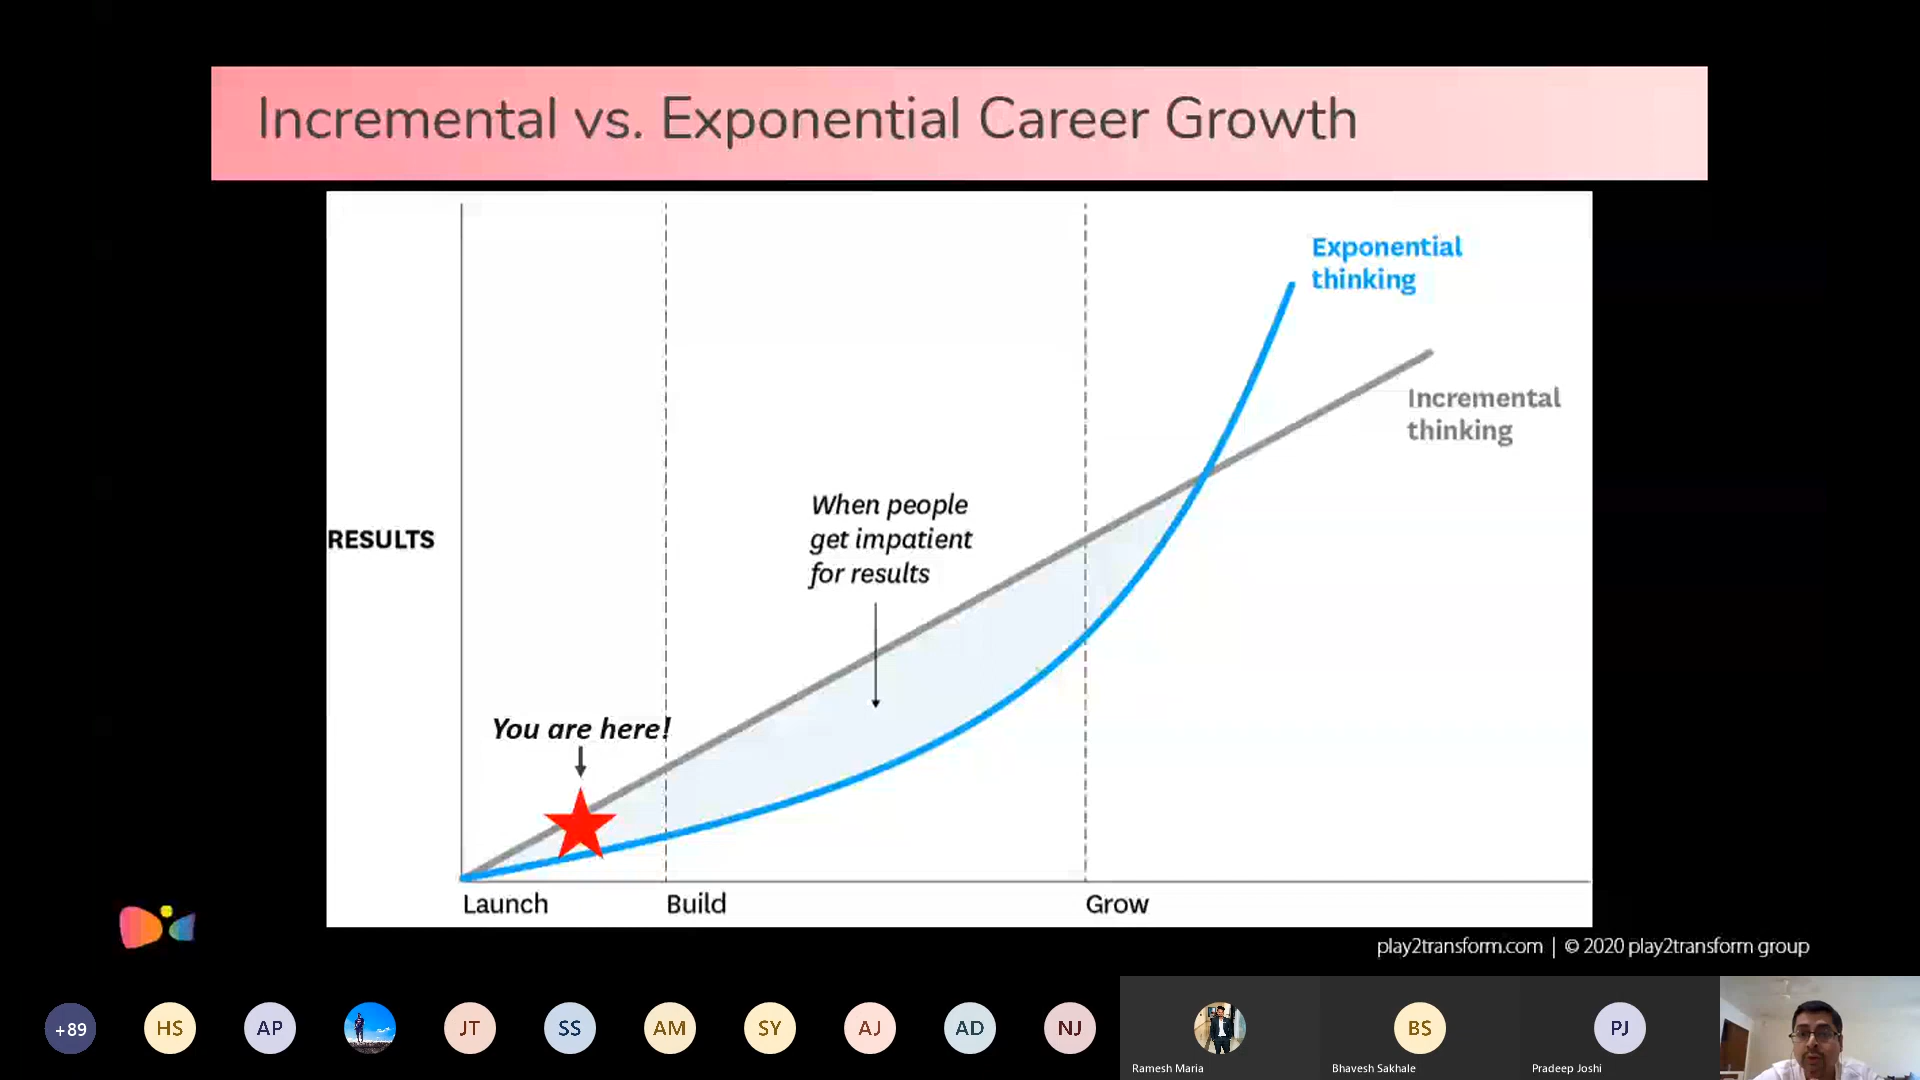 Incremental vs. Exponential Career Growth
Exponential
thinking
Incremental
thinking
When people
get impatient
for results
RESULTS
You are here!
Launch
Build
Grow
play2transform.com | © 2020 play2transform group
+89
HS
AP
JT
SS
AM
SY
AJ
AD
NJ
BS
PJ
Ramesh Maria
Bhavesh Sakhale
Pradeep Joshi